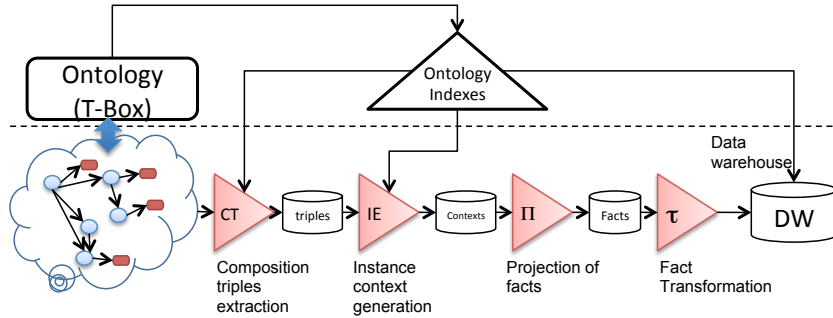 Ontology
(T-Box)
Ontology
Indexes
Data
warehouse
CT
triples
IE
Contexts
Π
Facts
τ
DW
Composition
triples
extraction
Instance
context
generation
Projection of
facts
Fact
Transformation